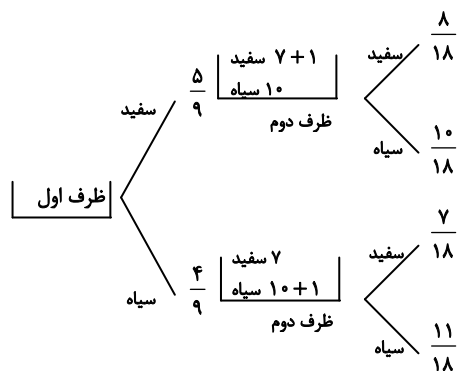 ظرف اول
سفید
۵/۹
۷+۱ سفید
۱۰ سیاه
ظرف دوم
سفید
۸/۱۸
سیاه
۱۰/۱۸
سیاه
۴/۹
۷ سفید
۱۰+۱ سیاه
ظرف دوم
سفید
۷/۱۸
سیاه
۱۱/۱۸